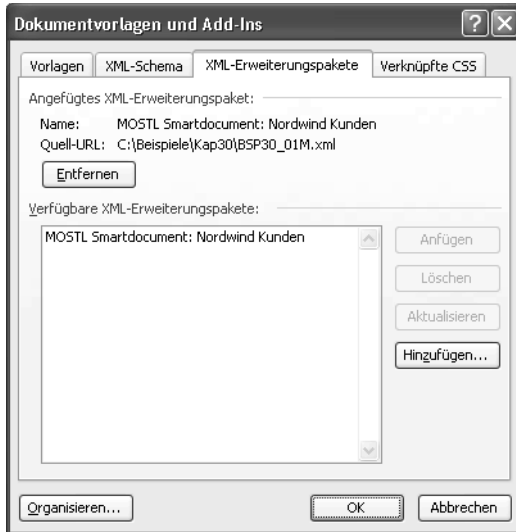 Dokumentvorlagen und Add-Ins
Vorlagen XML-Schema XML-Erweiterungspakete Verknüpfte CSS
Angefügtes XML-Erweiterungspaket:
Name: MOSTL Smartdocument: Nordwind Kunden
Quell-URL: C:\Beispiele\Kap30\BSP30_01M.xml
Entfernen
Verfügbare XML-Erweiterungspakete:
MOSTL Smartdocument: Nordwind Kunden
Anfügen
Löschen
Aktualisieren
Hinzufügen...
Organisieren... OK Abbrechen